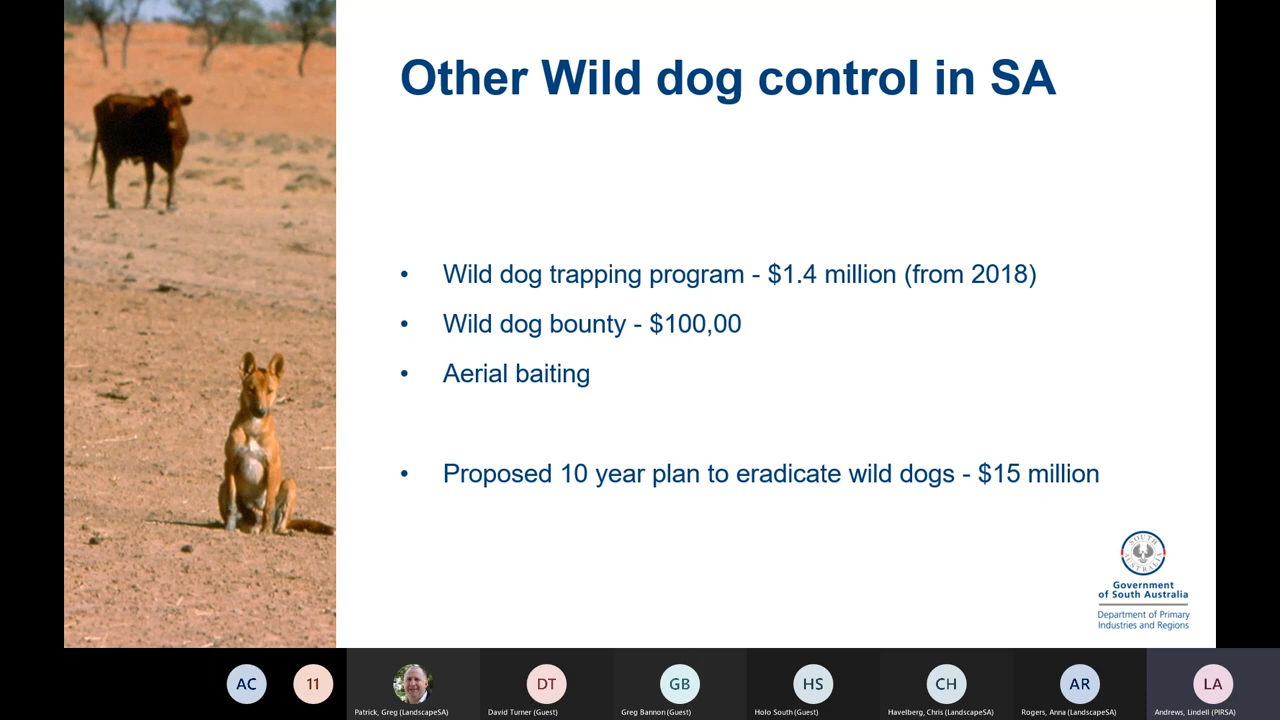 Other Wild dog control in SA
• Wild dog trapping program - $1.4 million (from 2018)
• Wild dog bounty - $100,00
• Aerial baiting
• Proposed 10 year plan to eradicate wild dogs - $15 million
SOUTH AUSTRALIA
Government
of South Australia
Department of Primary
Industries and Regions
AC
11
DT
GB
HS
CH
AR
LA
Patrick, Greg (LandscapeSA)
David Turner (Guest)
Greg Bannon (Guest)
Holo South (Guest)
Havelberg, Chris (LandscapeSA)
Rogers, Anna (LandscapeSA)
Andrews, Lindell (PIRSA)